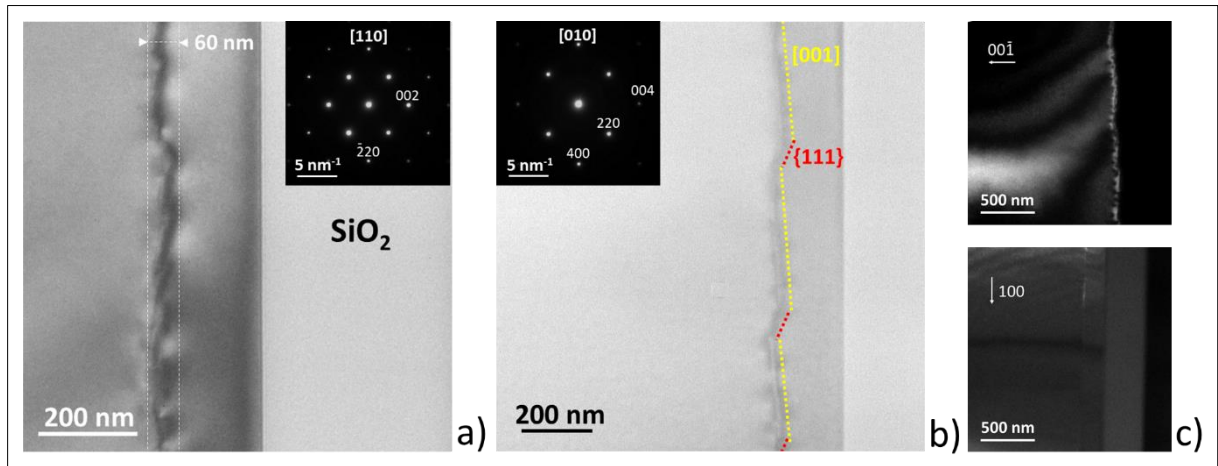 60 nm
[110]
002
2̄20
5 nm⁻¹
SiO₂
200 nm
a)
[010]
004
220
400
5 nm⁻¹
[001]
{111}
200 nm
b)
001̄
500 nm
100
500 nm
c)